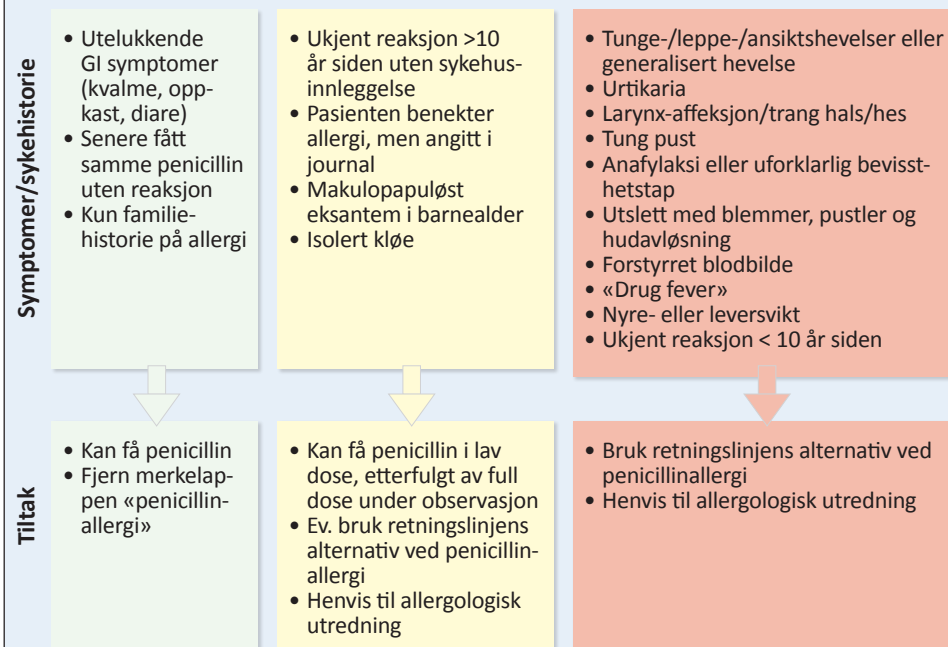 Symptomer/sykehistorie
• Utelukkende
GI symptomer
(kvalme, opp-
kast, diare)
• Senere fått
samme penicillin
uten reaksjon
• Kun familie-
historie på allergi
• Ukjent reaksjon >10
år siden uten sykehus-
innleggelse
• Pasienten benekter
allergi, men angitt i
journal
• Makulopapuløst
eksantem i barnealder
• Isolert kløe
• Tunge-/leppe-/ansiktshevelser eller
generalisert hevelse
• Urtikaria
• Larynx-affeksjon/trang hals/hes
• Tung pust
• Anafylaksi eller uforklarlig bevisst-
hetstap
• Utslett med blemmer, pustler og
hudavløsning
• Forstyrret blodbilde
• «Drug fever»
• Nyre- eller leversvikt
• Ukjent reaksjon < 10 år siden
Tiltak
• Kan få penicillin
• Fjern merkelap-
pen «penicillin-
allergi»
• Kan få penicillin i lav
dose, etterfulgt av full
dose under observasjon
• Ev. bruk retningslinjens
alternativ ved penicillin-
allergi
• Henvis til allergologisk
utredning
• Bruk retningslinjens alternativ ved
penicillinallergi
• Henvis til allergologisk utredning